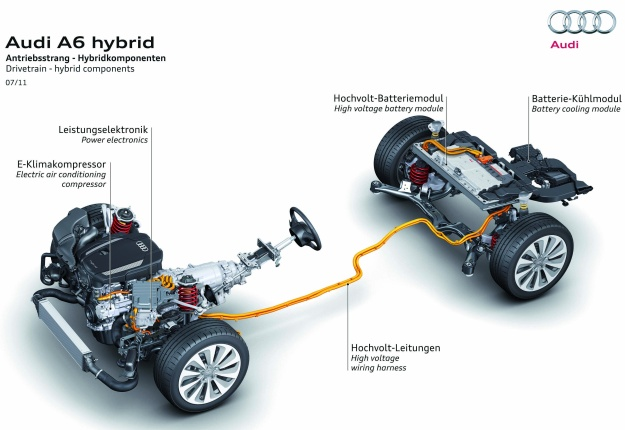 Audi A6 hybrid
Antriebsstrang - Hybridkomponenten
Drivetrain - hybrid components
07/11
Audi
Hochvolt-Batteriemodul
High voltage battery module
Batterie-Kühlmodul
Battery cooling module
Leistungselektronik
Power electronics
E-Klimakompressor
Electric air conditioning
compressor
Hochvolt-Leitungen
High voltage
wiring harness